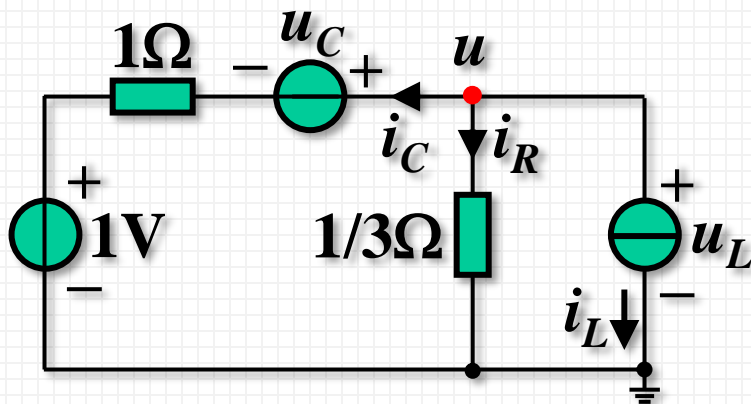 1Ω
− u_C +
u
i_C
i_R
+
1V
−
1/3Ω
+
u_L
−
i_L